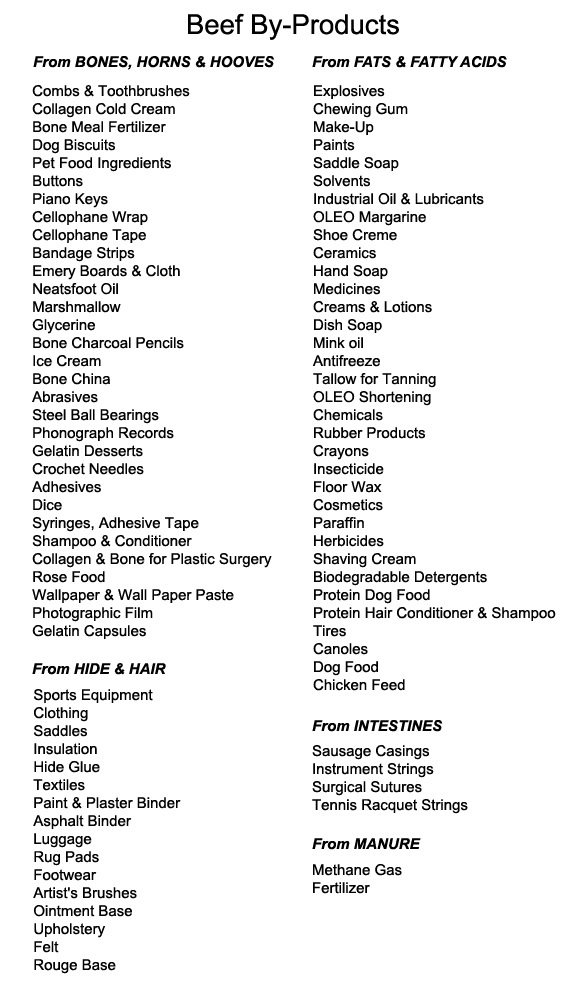 Beef By-Products
From BONES, HORNS & HOOVES
Combs & Toothbrushes
Collagen Cold Cream
Bone Meal Fertilizer
Dog Biscuits
Pet Food Ingredients
Buttons
Piano Keys
Cellophane Wrap
Cellophane Tape
Bandage Strips
Emery Boards & Cloth
Neatsfoot Oil
Marshmallow
Glycerine
Bone Charcoal Pencils
Ice Cream
Bone China
Abrasives
Steel Ball Bearings
Phonograph Records
Gelatin Desserts
Crochet Needles
Adhesives
Dice
Syringes, Adhesive Tape
Shampoo & Conditioner
Collagen & Bone for Plastic Surgery
Rose Food
Wallpaper & Wall Paper Paste
Photographic Film
Gelatin Capsules
From HIDE & HAIR
Sports Equipment
Clothing
Saddles
Insulation
Hide Glue
Textiles
Paint & Plaster Binder
Asphalt Binder
Luggage
Rug Pads
Footwear
Artist's Brushes
Ointment Base
Upholstery
Felt
Rouge Base
From FATS & FATTY ACIDS
Explosives
Chewing Gum
Make-Up
Paints
Saddle Soap
Solvents
Industrial Oil & Lubricants
OLEO Margarine
Shoe Creme
Ceramics
Hand Soap
Medicines
Creams & Lotions
Dish Soap
Mink oil
Antifreeze
Tallow for Tanning
OLEO Shortening
Chemicals
Rubber Products
Crayons
Insecticide
Floor Wax
Cosmetics
Paraffin
Herbicides
Shaving Cream
Biodegradable Detergents
Protein Dog Food
Protein Hair Conditioner & Shampoo
Tires
Canoles
Dog Food
Chicken Feed
From INTESTINES
Sausage Casings
Instrument Strings
Surgical Sutures
Tennis Racquet Strings
From MANURE
Methane Gas
Fertilizer